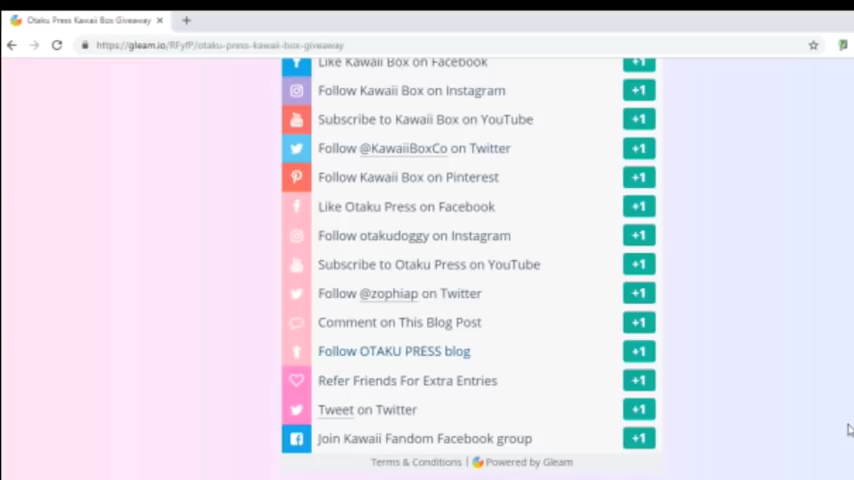 Otaku Press Kawaii Box Giveaway
https://gleam.io/RFyfP/otaku-press-kawaii-box-giveaway
Like Kawaii Box on Facebook +1
Follow Kawaii Box on Instagram +1
Subscribe to Kawaii Box on YouTube +1
Follow @KawaiiBoxCo on Twitter +1
Follow Kawaii Box on Pinterest +1
Like Otaku Press on Facebook +1
Follow otakudoggy on Instagram +1
Subscribe to Otaku Press on YouTube +1
Follow @zophiap on Twitter +1
Comment on This Blog Post +1
Follow OTAKU PRESS blog +1
Refer Friends For Extra Entries +1
Tweet on Twitter +1
Join Kawaii Fandom Facebook group +1
Terms & Conditions | Powered by Gleam